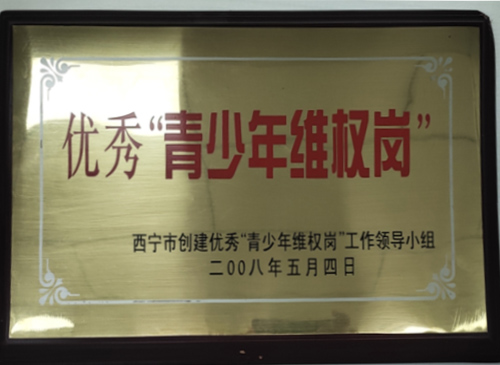 优秀“青少年维权岗”
西宁市创建优秀“青少年维权岗”工作领导小组
二00八年五月四日